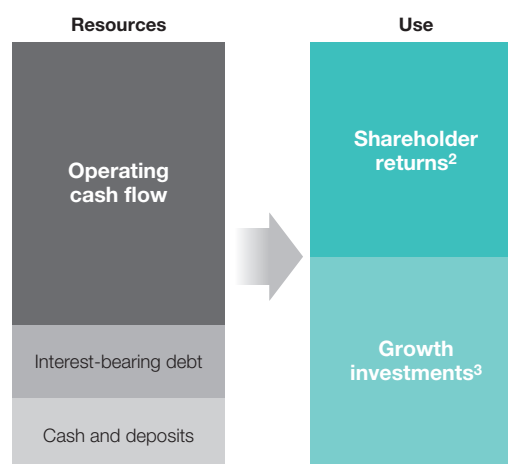 Resources
Use
Operating
cash flow
Shareholder
returns²
Interest-bearing debt
Growth
investments³
Cash and deposits